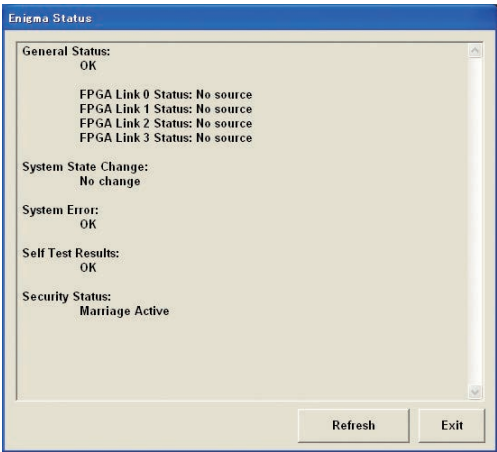 Enigma Status
General Status:
OK
FPGA Link 0 Status: No source
FPGA Link 1 Status: No source
FPGA Link 2 Status: No source
FPGA Link 3 Status: No source
System State Change:
No change
System Error:
OK
Self Test Results:
OK
Security Status:
Marriage Active
Refresh
Exit